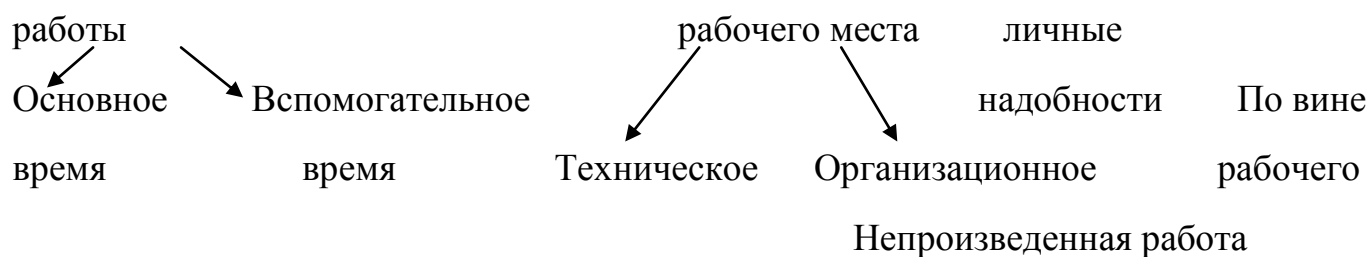 работы рабочего места личные
Основное Вспомогательное надобности По вине
время время Техническое Организационное рабочего
Непроизведенная работа